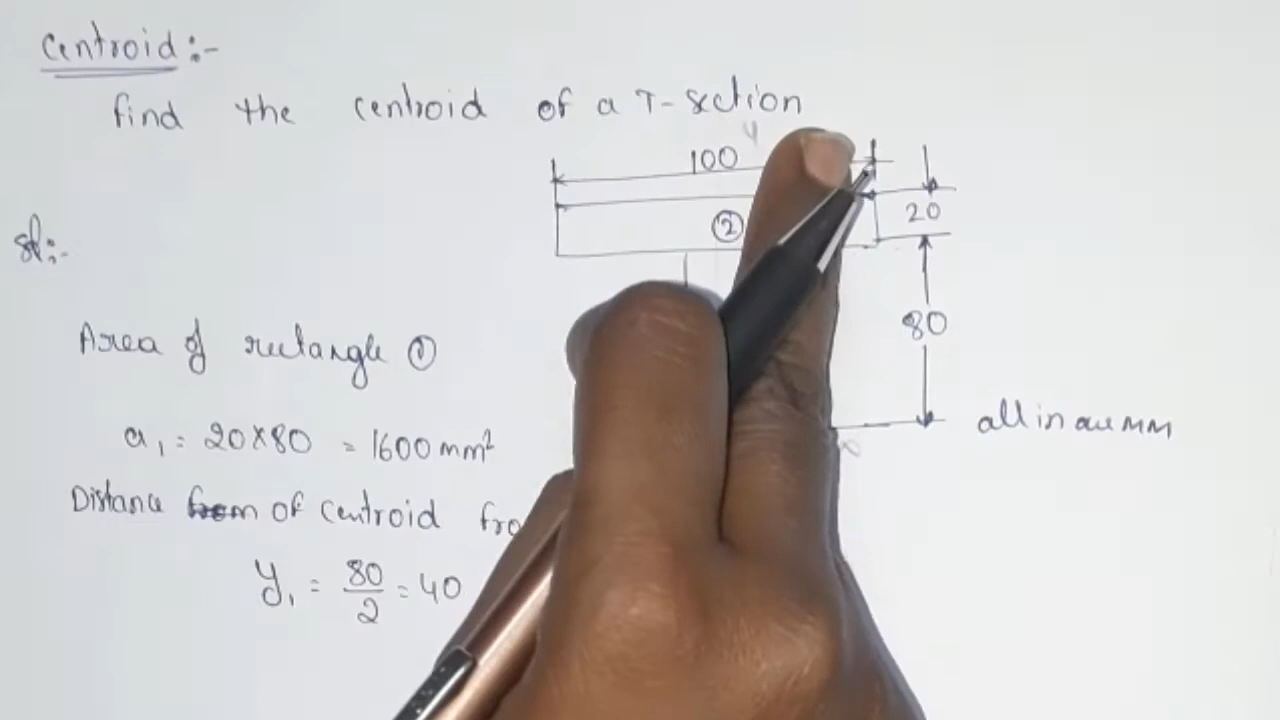 Centroid:-
find the centroid of a T-section
y
100
20
②
Sol:-
80
Area of rectangle ①
all in are MM
a₁ = 20×80 = 1600 mm²
Distance from of centroid fro
y₁ = 80/2 = 40